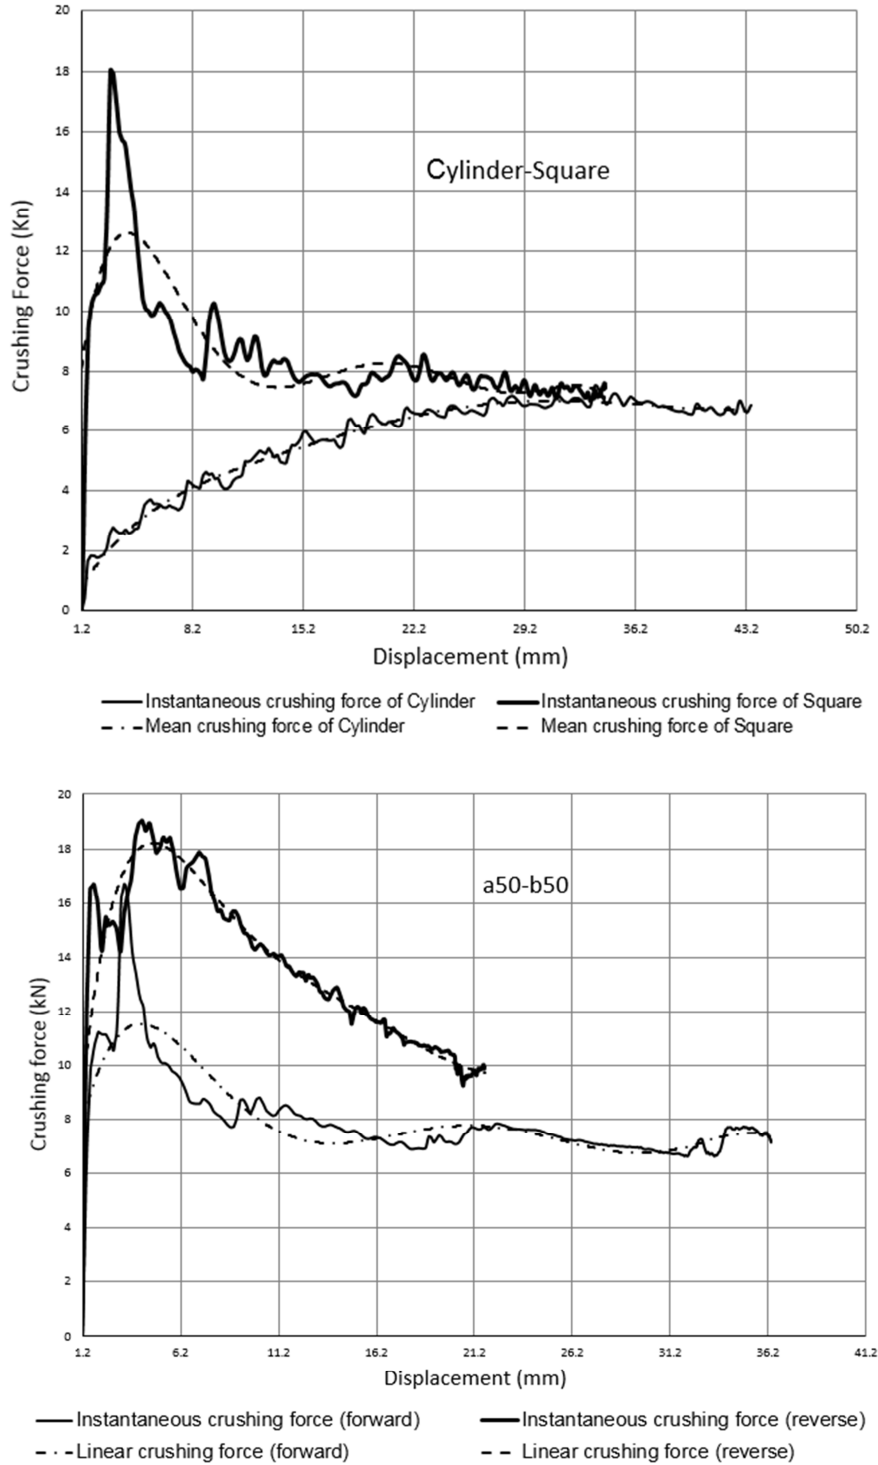 20
18
16
14
12
10
8
6
4
2
0
Crushing Force (Kn)
Cylinder-Square
1.2 8.2 15.2 22.2 29.2 36.2 43.2 50.2
Displacement (mm)
Instantaneous crushing force of Cylinder Instantaneous crushing force of Square
Mean crushing force of Cylinder Mean crushing force of Square
20
18
16
14
12
10
8
6
4
2
0
Crushing force (kN)
a50-b50
1.2 6.2 11.2 16.2 21.2 26.2 31.2 36.2 41.2
Displacement (mm)
Instantaneous crushing force (forward) Instantaneous crushing force (reverse)
Linear crushing force (forward) Linear crushing force (reverse)